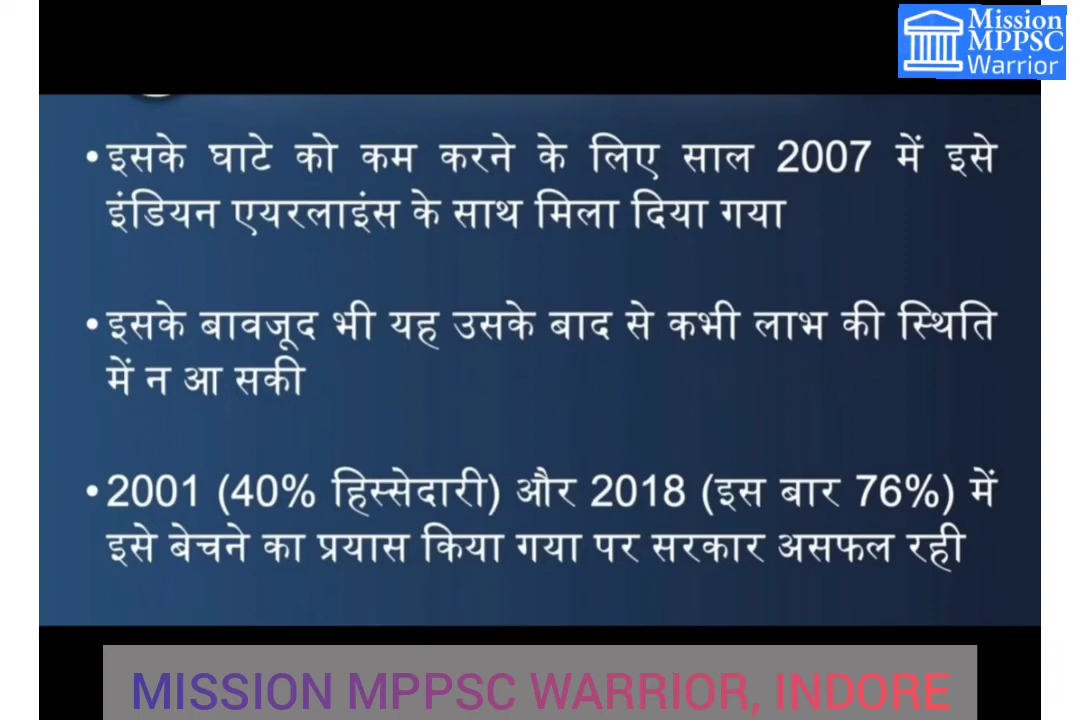 Mission
MPPSC
Warrior
•इसके घाटे को कम करने के लिए साल 2007 में इसे
इंडियन एयरलाइंस के साथ मिला दिया गया
•इसके बावजूद भी यह उसके बाद से कभी लाभ की स्थिति
में न आ सकी
•2001 (40% हिस्सेदारी) और 2018 (इस बार 76%) में
इसे बेचने का प्रयास किया गया पर सरकार असफल रही
MISSION MPPSC WARRIOR, INDORE